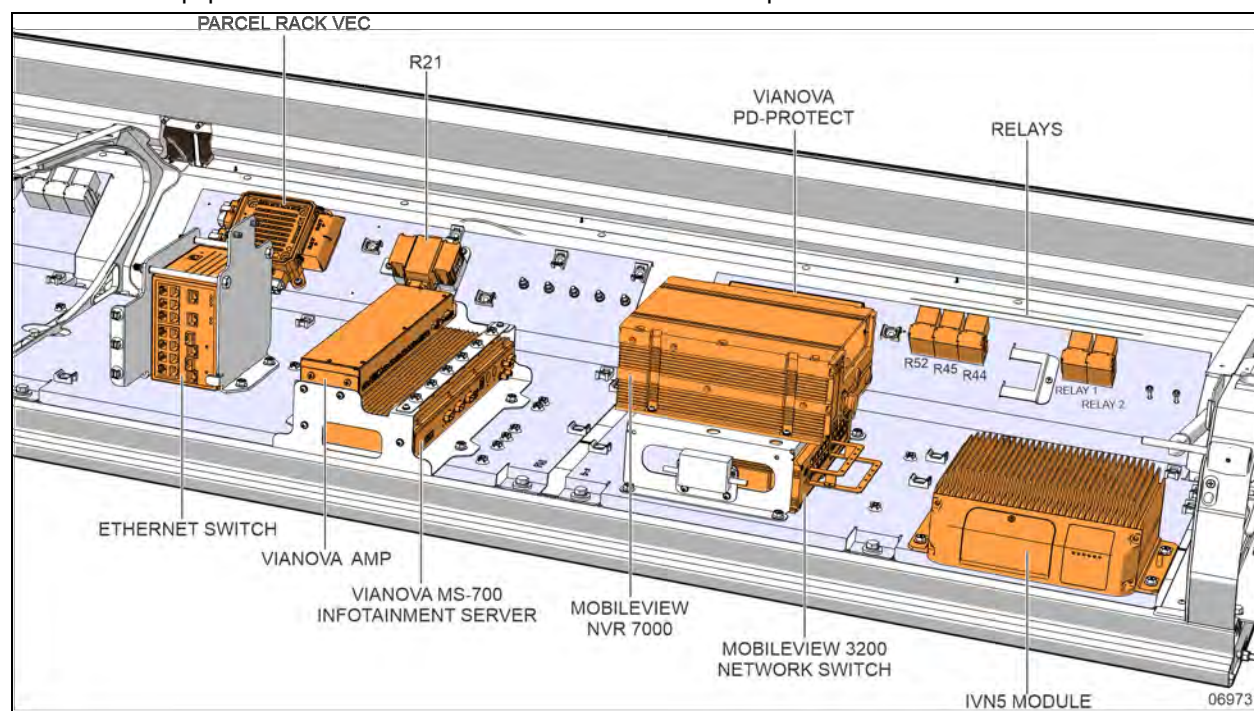 PARCEL RACK VEC
R21
VIANOVA
PD-PROTECT
RELAYS
R52
R45
R44
RELAY 1
RELAY 2
ETHERNET SWITCH
VIANOVA AMP
VIANOVA MS-700
INFOTAINMENT SERVER
MOBILEVIEW
NVR 7000
MOBILEVIEW 3200
NETWORK SWITCH
IVN5 MODULE
06973